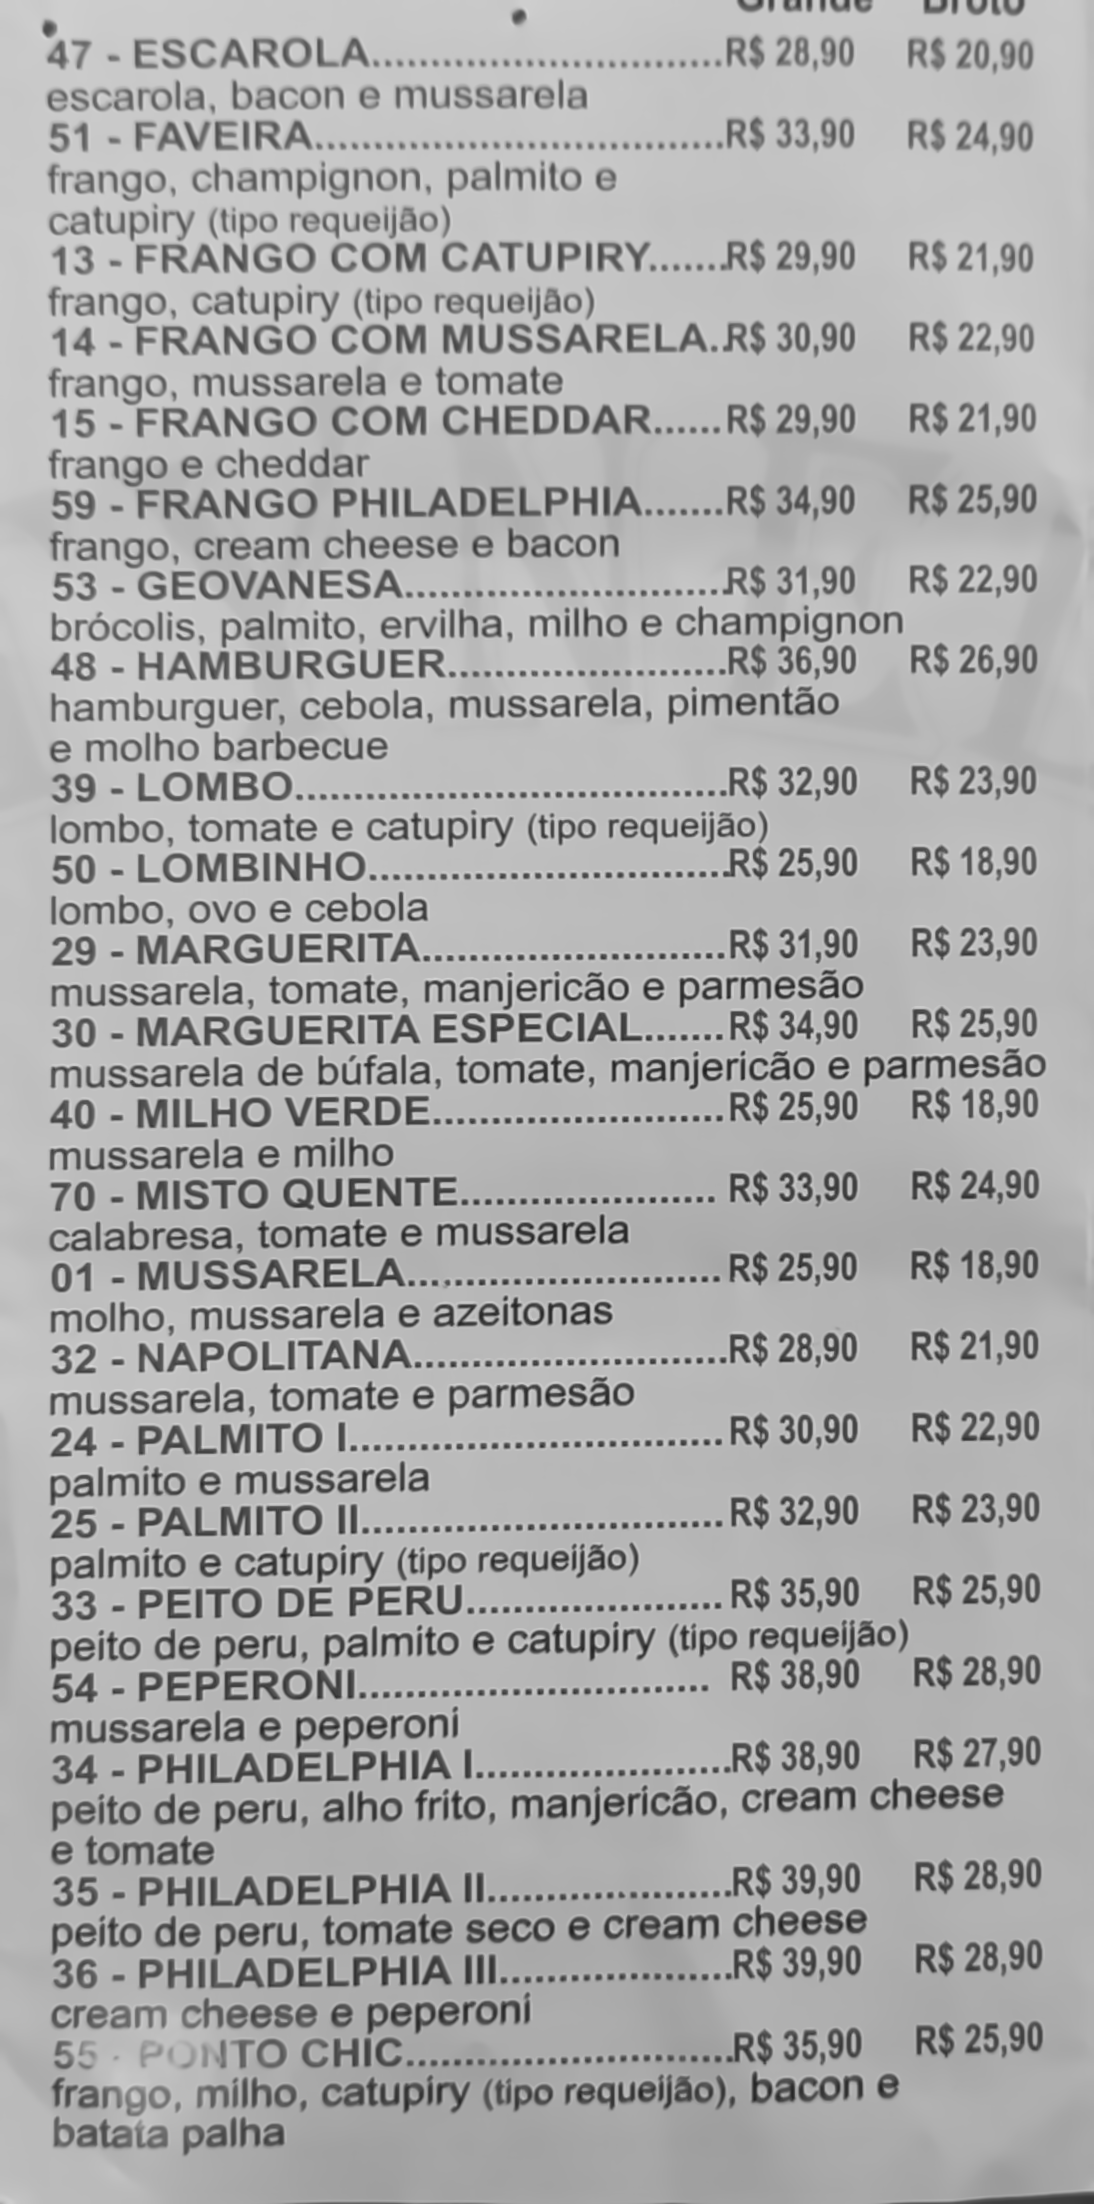 Grande Broto
47 - ESCAROLA..............................R$ 28,90 R$ 20,90
escarola, bacon e mussarela
51 - FAVEIRA...................................R$ 33,90 R$ 24,90
frango, champignon, palmito e
catupiry (tipo requeijão)
13 - FRANGO COM CATUPIRY.......R$ 29,90 R$ 21,90
frango, catupiry (tipo requeijão)
14 - FRANGO COM MUSSARELA..R$ 30,90 R$ 22,90
frango, mussarela e tomate
15 - FRANGO COM CHEDDAR......R$ 29,90 R$ 21,90
frango e cheddar
59 - FRANGO PHILADELPHIA.......R$ 34,90 R$ 25,90
frango, cream cheese e bacon
53 - GEOVANESA...........................R$ 31,90 R$ 22,90
brócolis, palmito, ervilha, milho e champignon
48 - HAMBURGUER........................R$ 36,90 R$ 26,90
hamburguer, cebola, mussarela, pimentão
e molho barbecue
39 - LOMBO.....................................R$ 32,90 R$ 23,90
lombo, tomate e catupiry (tipo requeijão)
50 - LOMBINHO...............................R$ 25,90 R$ 18,90
lombo, ovo e cebola
29 - MARGUERITA..........................R$ 31,90 R$ 23,90
mussarela, tomate, manjericão e parmesão
30 - MARGUERITA ESPECIAL.......R$ 34,90 R$ 25,90
mussarela de búfala, tomate, manjericão e parmesão
40 - MILHO VERDE.........................R$ 25,90 R$ 18,90
mussarela e milho
70 - MISTO QUENTE...................... R$ 33,90 R$ 24,90
calabresa, tomate e mussarela
01 - MUSSARELA...........................R$ 25,90 R$ 18,90
molho, mussarela e azeitonas
32 - NAPOLITANA...........................R$ 28,90 R$ 21,90
mussarela, tomate e parmesão
24 - PALMITO I................................R$ 30,90 R$ 22,90
palmito e mussarela
25 - PALMITO II...............................R$ 32,90 R$ 23,90
palmito e catupiry (tipo requeijão)
33 - PEITO DE PERU......................R$ 35,90 R$ 25,90
peito de peru, palmito e catupiry (tipo requeijão)
54 - PEPERONI.............................. R$ 38,90 R$ 28,90
mussarela e peperoni
34 - PHILADELPHIA I......................R$ 38,90 R$ 27,90
peito de peru, alho frito, manjericão, cream cheese
e tomate
35 - PHILADELPHIA II.....................R$ 39,90 R$ 28,90
peito de peru, tomate seco e cream cheese
36 - PHILADELPHIA III....................R$ 39,90 R$ 28,90
cream cheese e peperoni
55 - PONTO CHIC............................R$ 35,90 R$ 25,90
frango, milho, catupiry (tipo requeijão), bacon e
batata palha